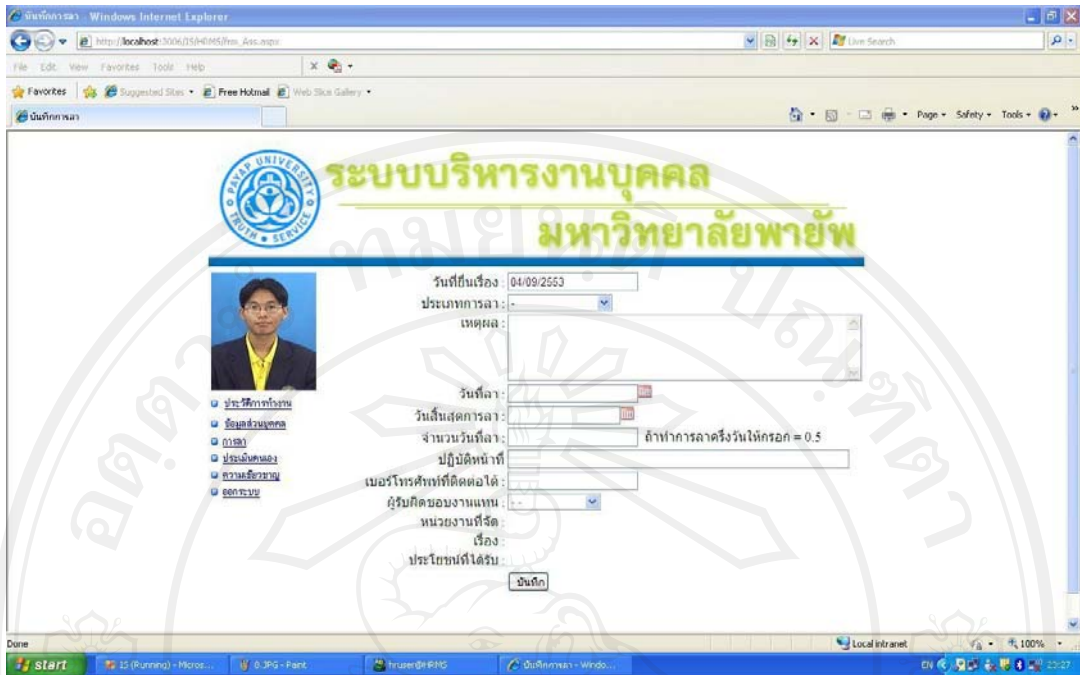 บันทึกการลา - Windows Internet Explorer
http://localhost:3006/IS/HRMS/frm_Ass.aspx
Live Search
File Edit View Favorites Tools Help
Favorites Suggested Sites Free Hotmail Web Slice Gallery
บันทึกการลา Page Safety Tools
PAYAP UNIVERSITY
TRUTH SERVICE
ระบบบริหารงานบุคคล
มหาวิทยาลัยพายัพ
วันที่ยื่นเรื่อง : 04/09/2553
ประเภทการลา : -
เหตุผล :
วันที่ลา :
วันสิ้นสุดการลา :
จำนวนวันที่ลา : ถ้าทำการลาครึ่งวันให้กรอก = 0.5
ปฏิบัติหน้าที่
เบอร์โทรศัพท์ที่ติดต่อได้ :
ผู้รับผิดชอบงานแทน : - -
หน่วยงานที่จัด :
เรื่อง :
ประโยชน์ที่ได้รับ :
บันทึก
ประวัติการทำงาน
ข้อมูลส่วนบุคคล
การลา
ประเมินตนเอง
ความเชี่ยวชาญ
ออกจากระบบ
Done Local intranet 100%
start IS (Running) - Micros... 8.JPG - Paint hruser@HRMS บันทึกการลา - Windo... EN 23:27